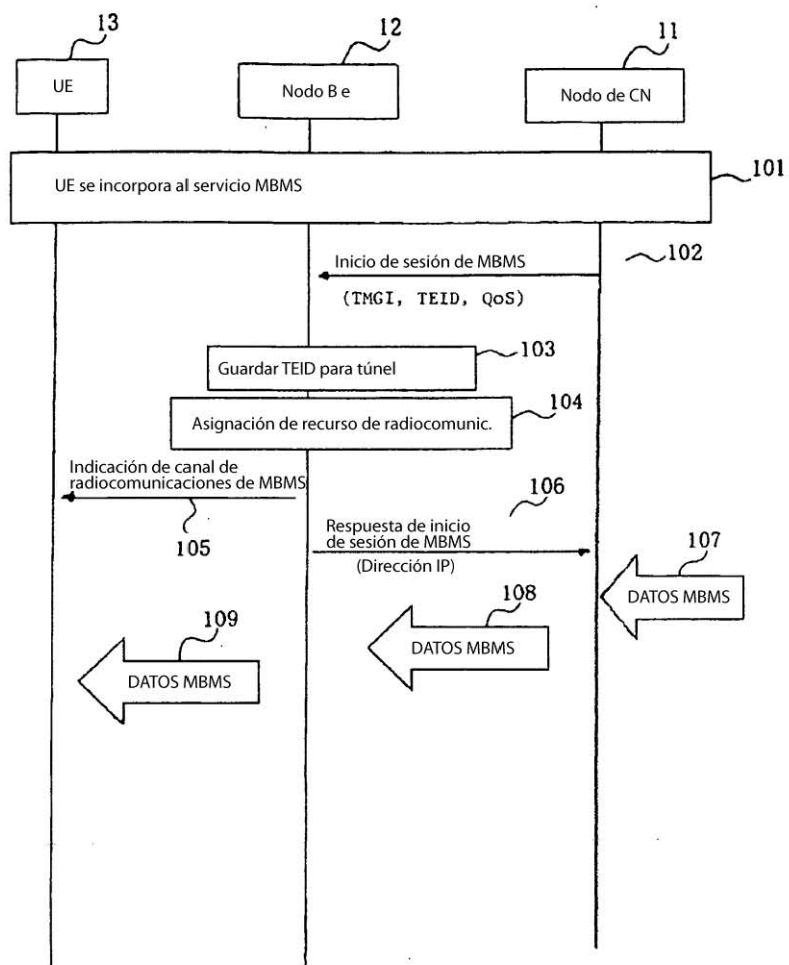 13
12
11
UE
Nodo B e
Nodo de CN
UE se incorpora al servicio MBMS
101
Inicio de sesión de MBMS
102
(TMGI, TEID, QoS)
Guardar TEID para túnel
103
Asignación de recurso de radiocomunic.
104
Indicación de canal de
radiocomunicaciones de MBMS
105
106
Respuesta de inicio
de sesión de MBMS
(Dirección IP)
107
DATOS MBMS
108
DATOS MBMS
109
DATOS MBMS